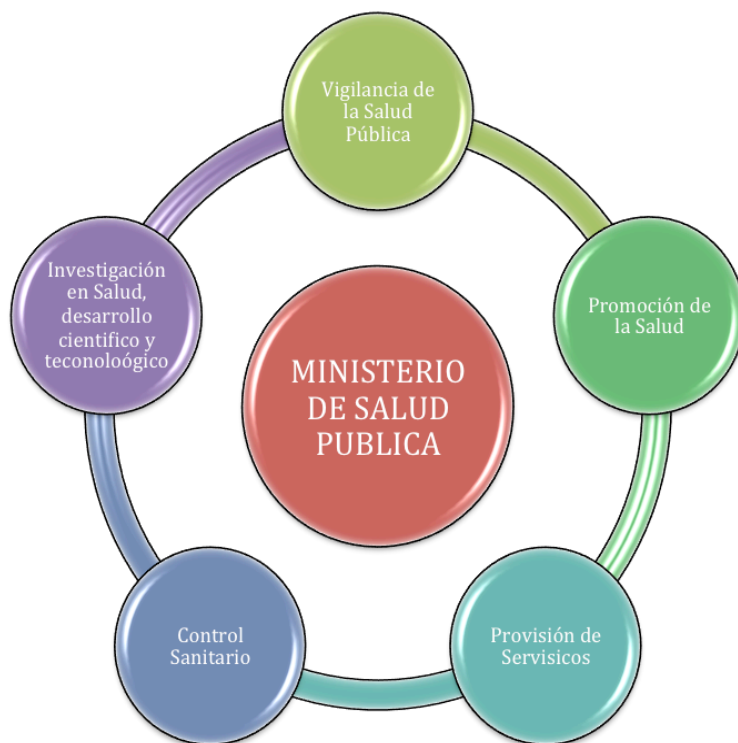 Vigilancia de
la Salud
Pública
Promoción de
la Salud
Provisión de
Servisicos
Control
Sanitario
Investigación
en Salud,
desarrollo
cientifico y
teconoloógico
MINISTERIO
DE SALUD
PUBLICA